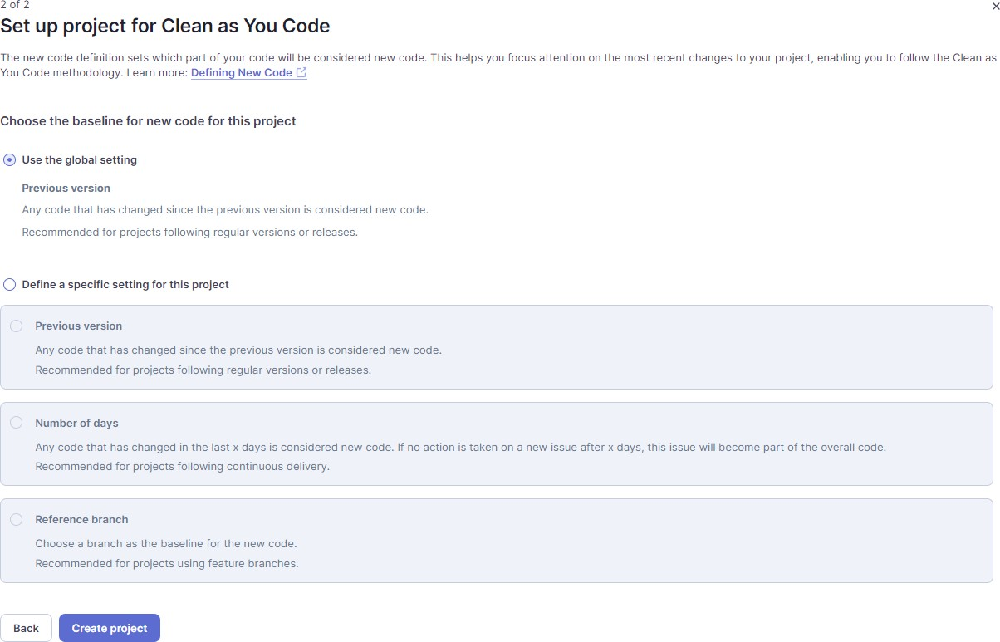 2 of 2
Set up project for Clean as You Code
The new code definition sets which part of your code will be considered new code. This helps you focus attention on the most recent changes to your project, enabling you to follow the Clean as
You Code methodology. Learn more: Defining New Code
Choose the baseline for new code for this project
Use the global setting
Previous version
Any code that has changed since the previous version is considered new code.
Recommended for projects following regular versions or releases.
Define a specific setting for this project
Previous version
Any code that has changed since the previous version is considered new code.
Recommended for projects following regular versions or releases.
Number of days
Any code that has changed in the last x days is considered new code. If no action is taken on a new issue after x days, this issue will become part of the overall code.
Recommended for projects following continuous delivery.
Reference branch
Choose a branch as the baseline for the new code.
Recommended for projects using feature branches.
Back Create project